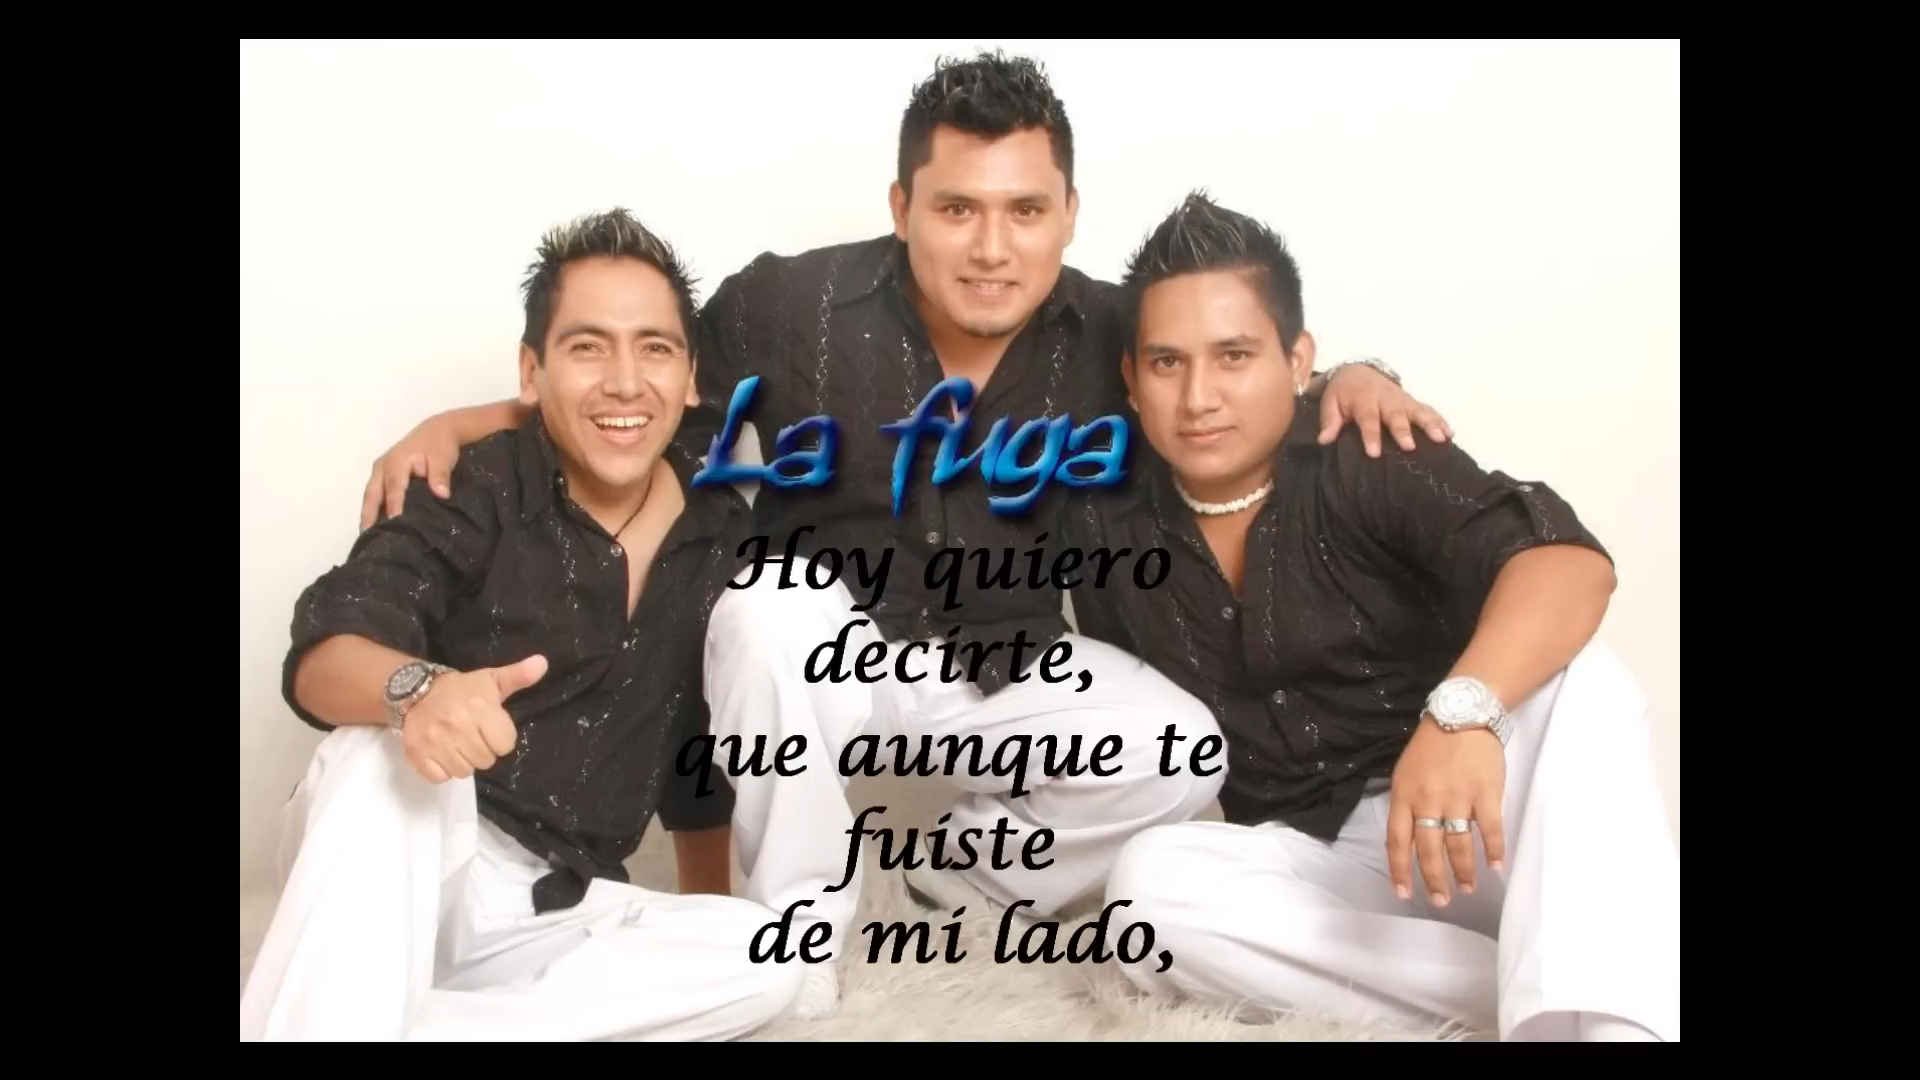 La fuga
Hoy quiero
decirte,
que aunque te
fuiste
de mi lado,